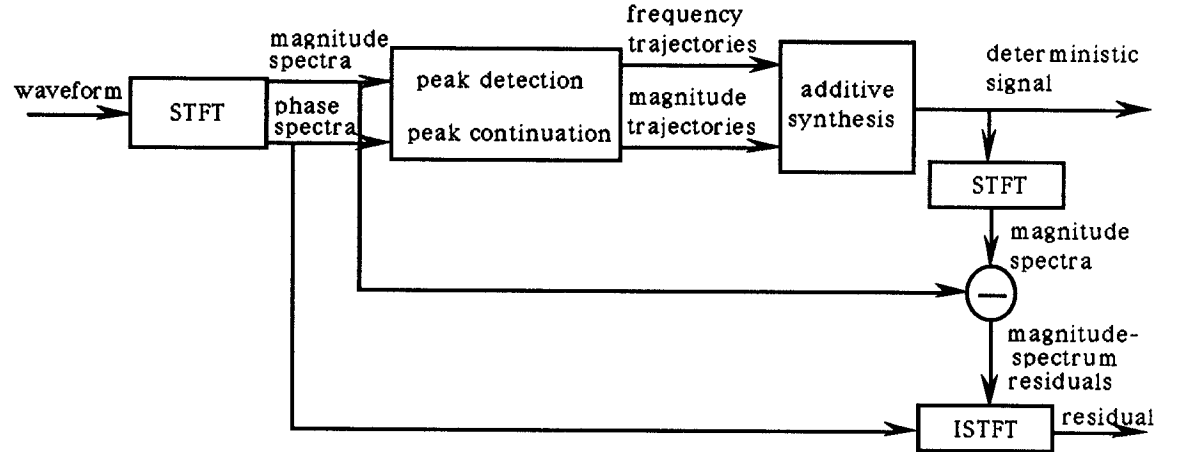 waveform
STFT
magnitude
spectra
phase
spectra
peak detection
peak continuation
frequency
trajectories
magnitude
trajectories
additive
synthesis
deterministic
signal
STFT
magnitude
spectra
—
magnitude-
spectrum
residuals
ISTFT
residual